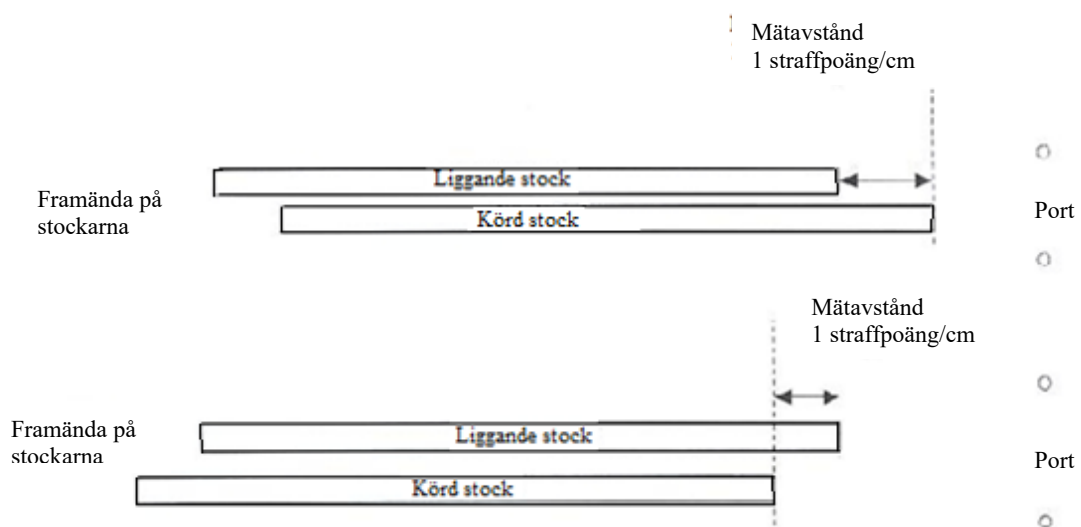 Mätavstånd
1 straffpoäng/cm
Liggande stock
Framända på
stockarna
Körd stock
Port
Mätavstånd
1 straffpoäng/cm
Framända på
stockarna
Liggande stock
Körd stock
Port